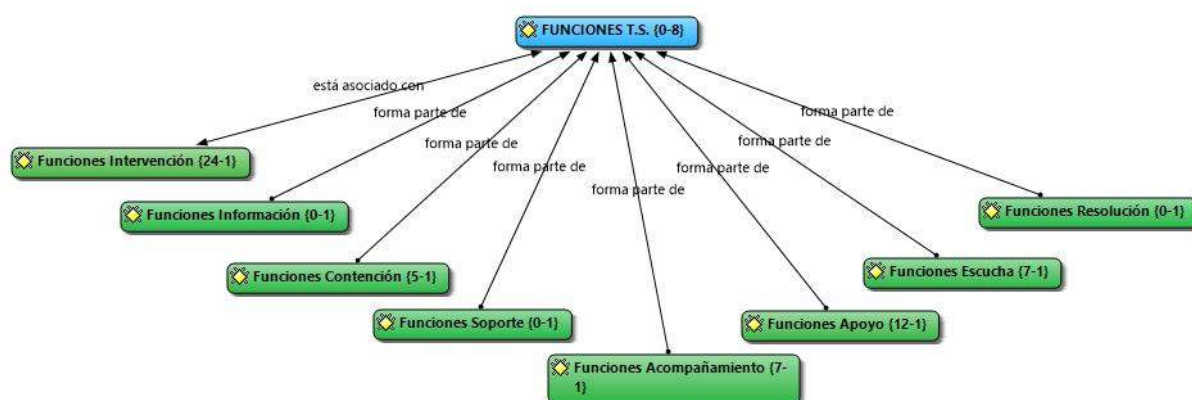 FUNCIONES T.S. {0-8}
está asociado con
forma parte de
forma parte de
forma parte de
forma parte de
forma parte de
forma parte de
forma parte de
Funciones Intervención {24-1}
Funciones Información {0-1}
Funciones Resolución {0-1}
Funciones Contención {5-1}
Funciones Escucha {7-1}
Funciones Soporte {0-1}
Funciones Apoyo {12-1}
Funciones Acompañamiento {7-
1}